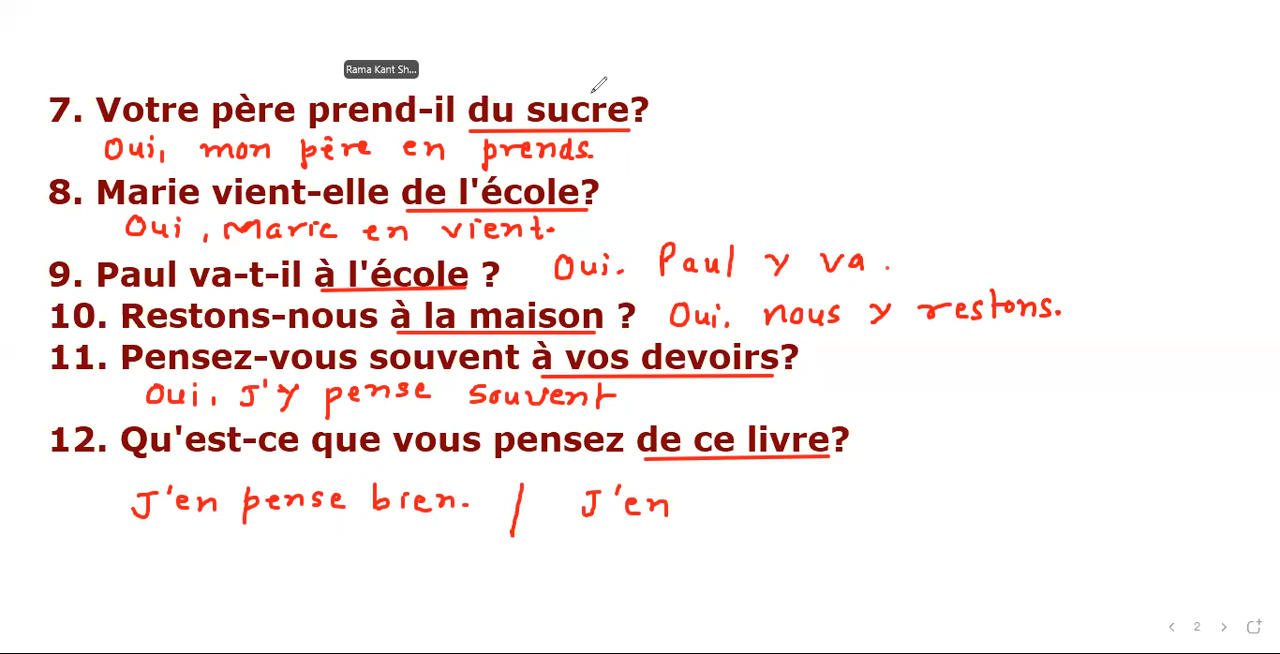 Rama Kant Sh...
7. Votre père prend-il du sucre?
Oui, mon père en prends.
8. Marie vient-elle de l'école?
Oui, Marie en vient.
9. Paul va-t-il à l'école ? Oui. Paul y va.
10. Restons-nous à la maison ? Oui. nous y restons.
11. Pensez-vous souvent à vos devoirs?
Oui, J'y pense souvent
12. Qu'est-ce que vous pensez de ce livre?
J'en pense bien. / J'en
2